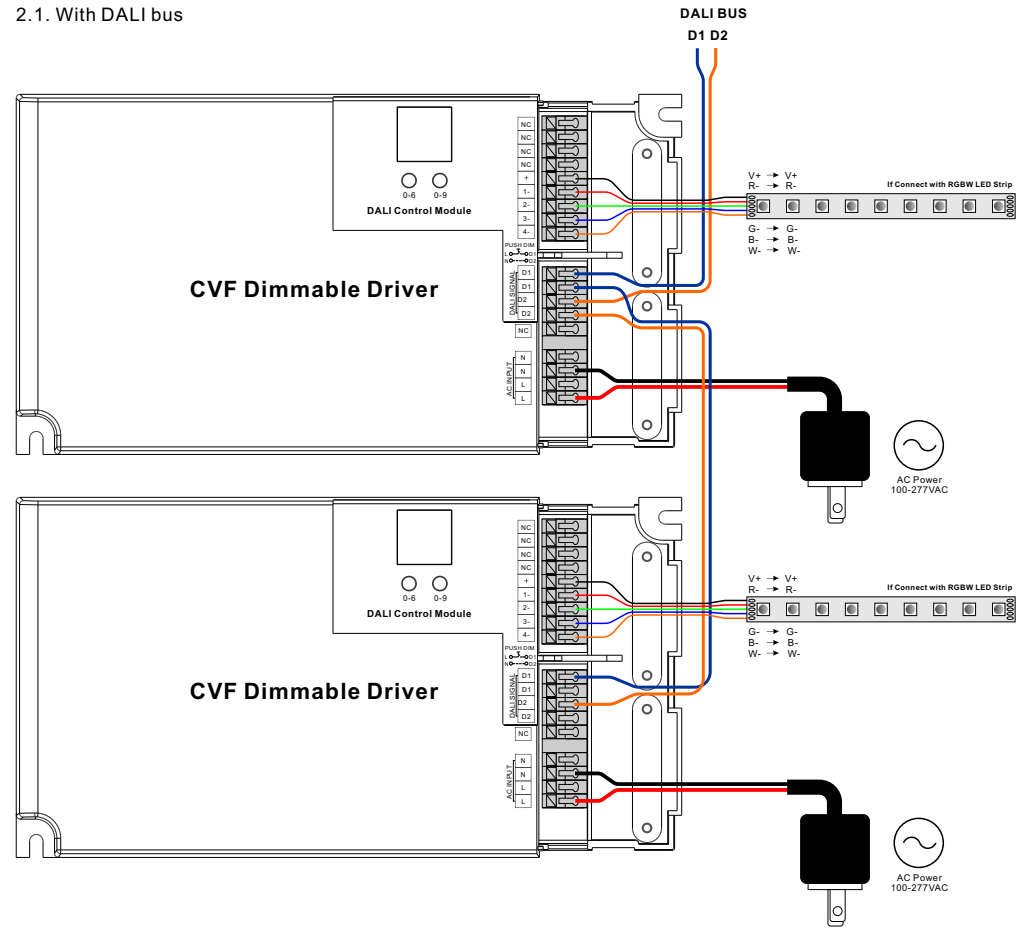 2.1. With DALI bus
DALI BUS
D1 D2
NC
NC
NC
NC
+
1-
2-
3-
4-
0-6 0-9
DALI Control Module
PUSH DIM
L D1
N D2
DALI SIGNAL
D1
D1
D2
D2
NC
AC INPUT
N
N
L
L
CVF Dimmable Driver
V+ → V+
R- → R-
If Connect with RGBW LED Strip
G- → G-
B- → B-
W- → W-
AC Power
100-277VAC
NC
NC
NC
NC
+
1-
2-
3-
4-
0-6 0-9
DALI Control Module
PUSH DIM
L D1
N D2
DALI SIGNAL
D1
D1
D2
D2
NC
AC INPUT
N
N
L
L
CVF Dimmable Driver
V+ → V+
R- → R-
If Connect with RGBW LED Strip
G- → G-
B- → B-
W- → W-
AC Power
100-277VAC